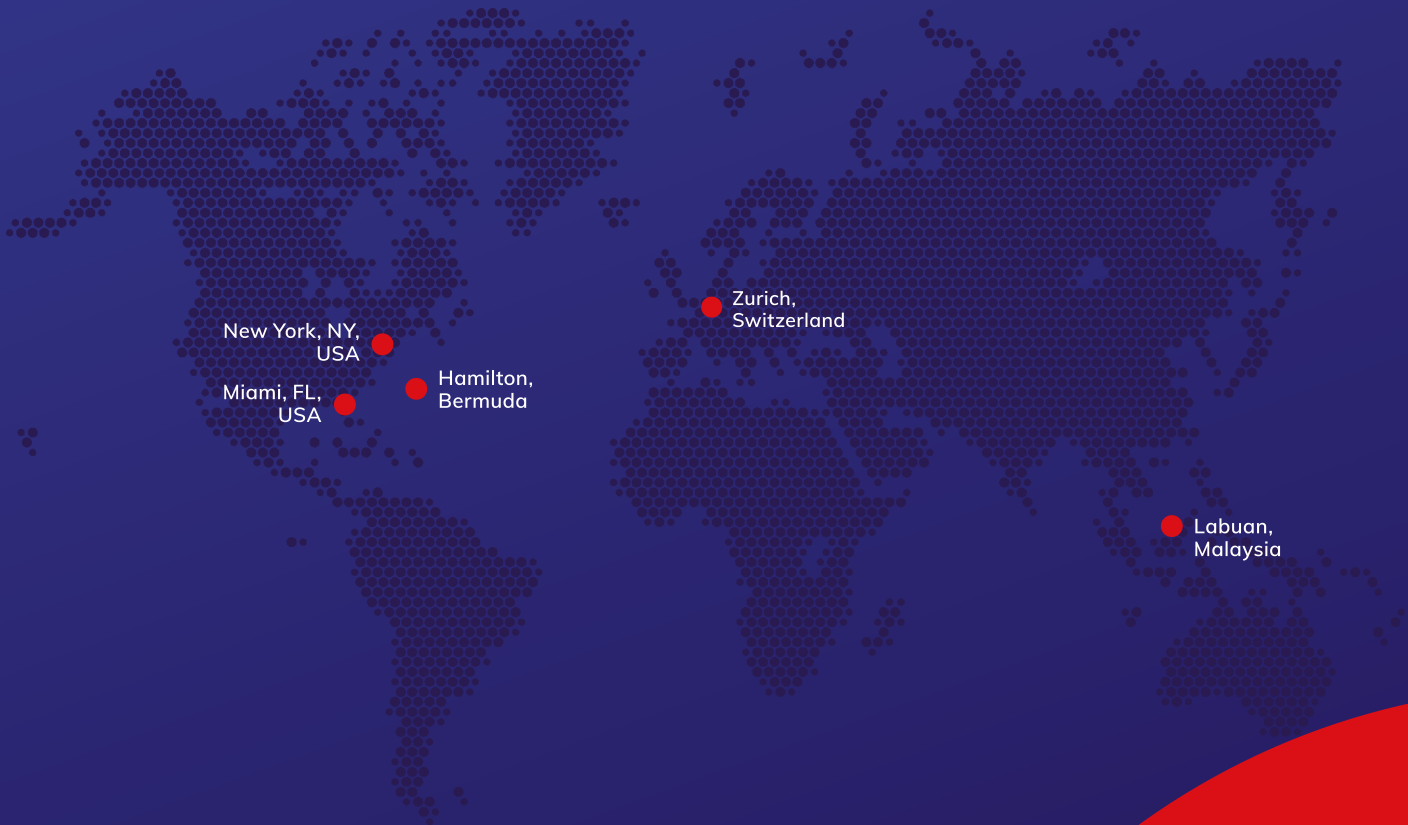 Zurich,
Switzerland
New York, NY,
USA
Hamilton,
Bermuda
Miami, FL,
USA
Labuan,
Malaysia